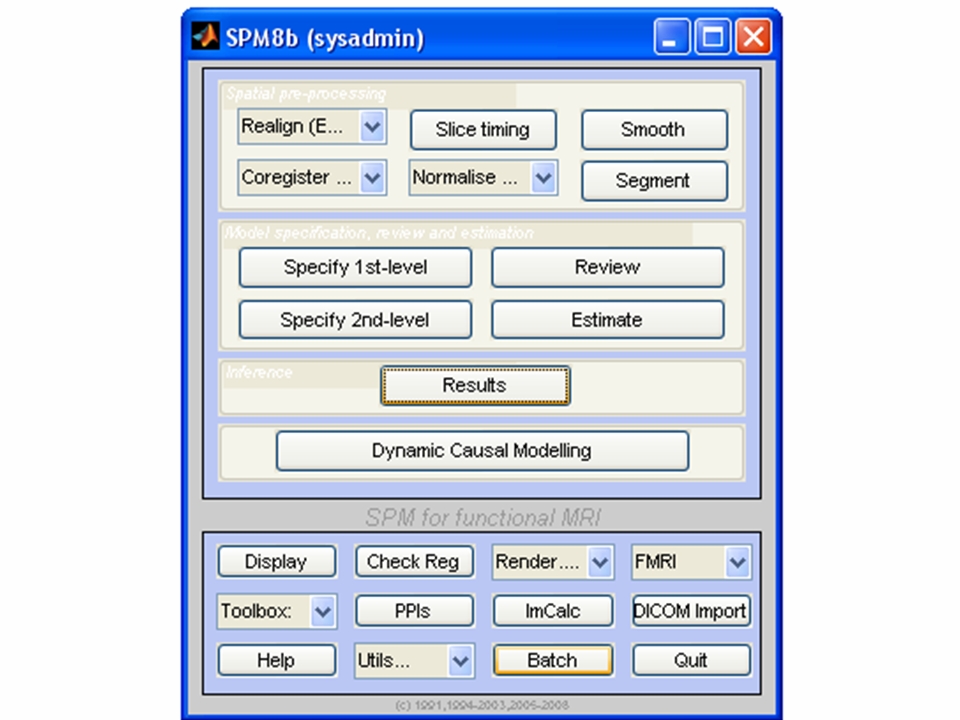 SPM8b (sysadmin)
Spatial pre-processing
Realign (E... Slice timing Smooth
Coregister ... Normalise ... Segment
Model specification, review and estimation
Specify 1st-level Review
Specify 2nd-level Estimate
Inference
Results
Dynamic Causal Modelling
SPM for functional MRI
Display Check Reg Render.... FMRI
Toolbox: PPIs ImCalc DICOM Import
Help Utils... Batch Quit
(c) 1991,1994-2003,2005-2008